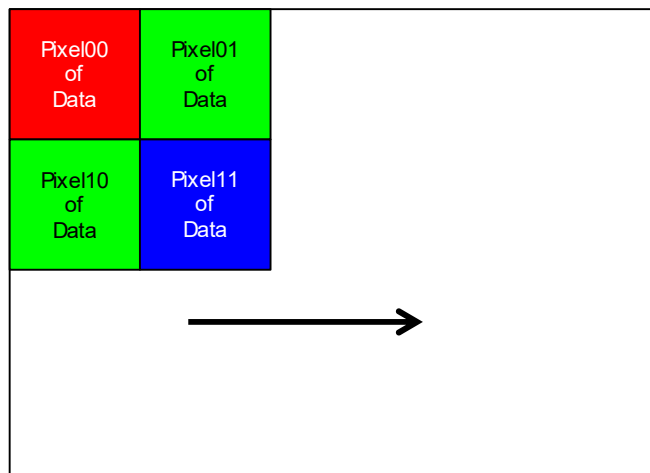 Pixel00
of
Data
Pixel01
of
Data
Pixel10
of
Data
Pixel11
of
Data